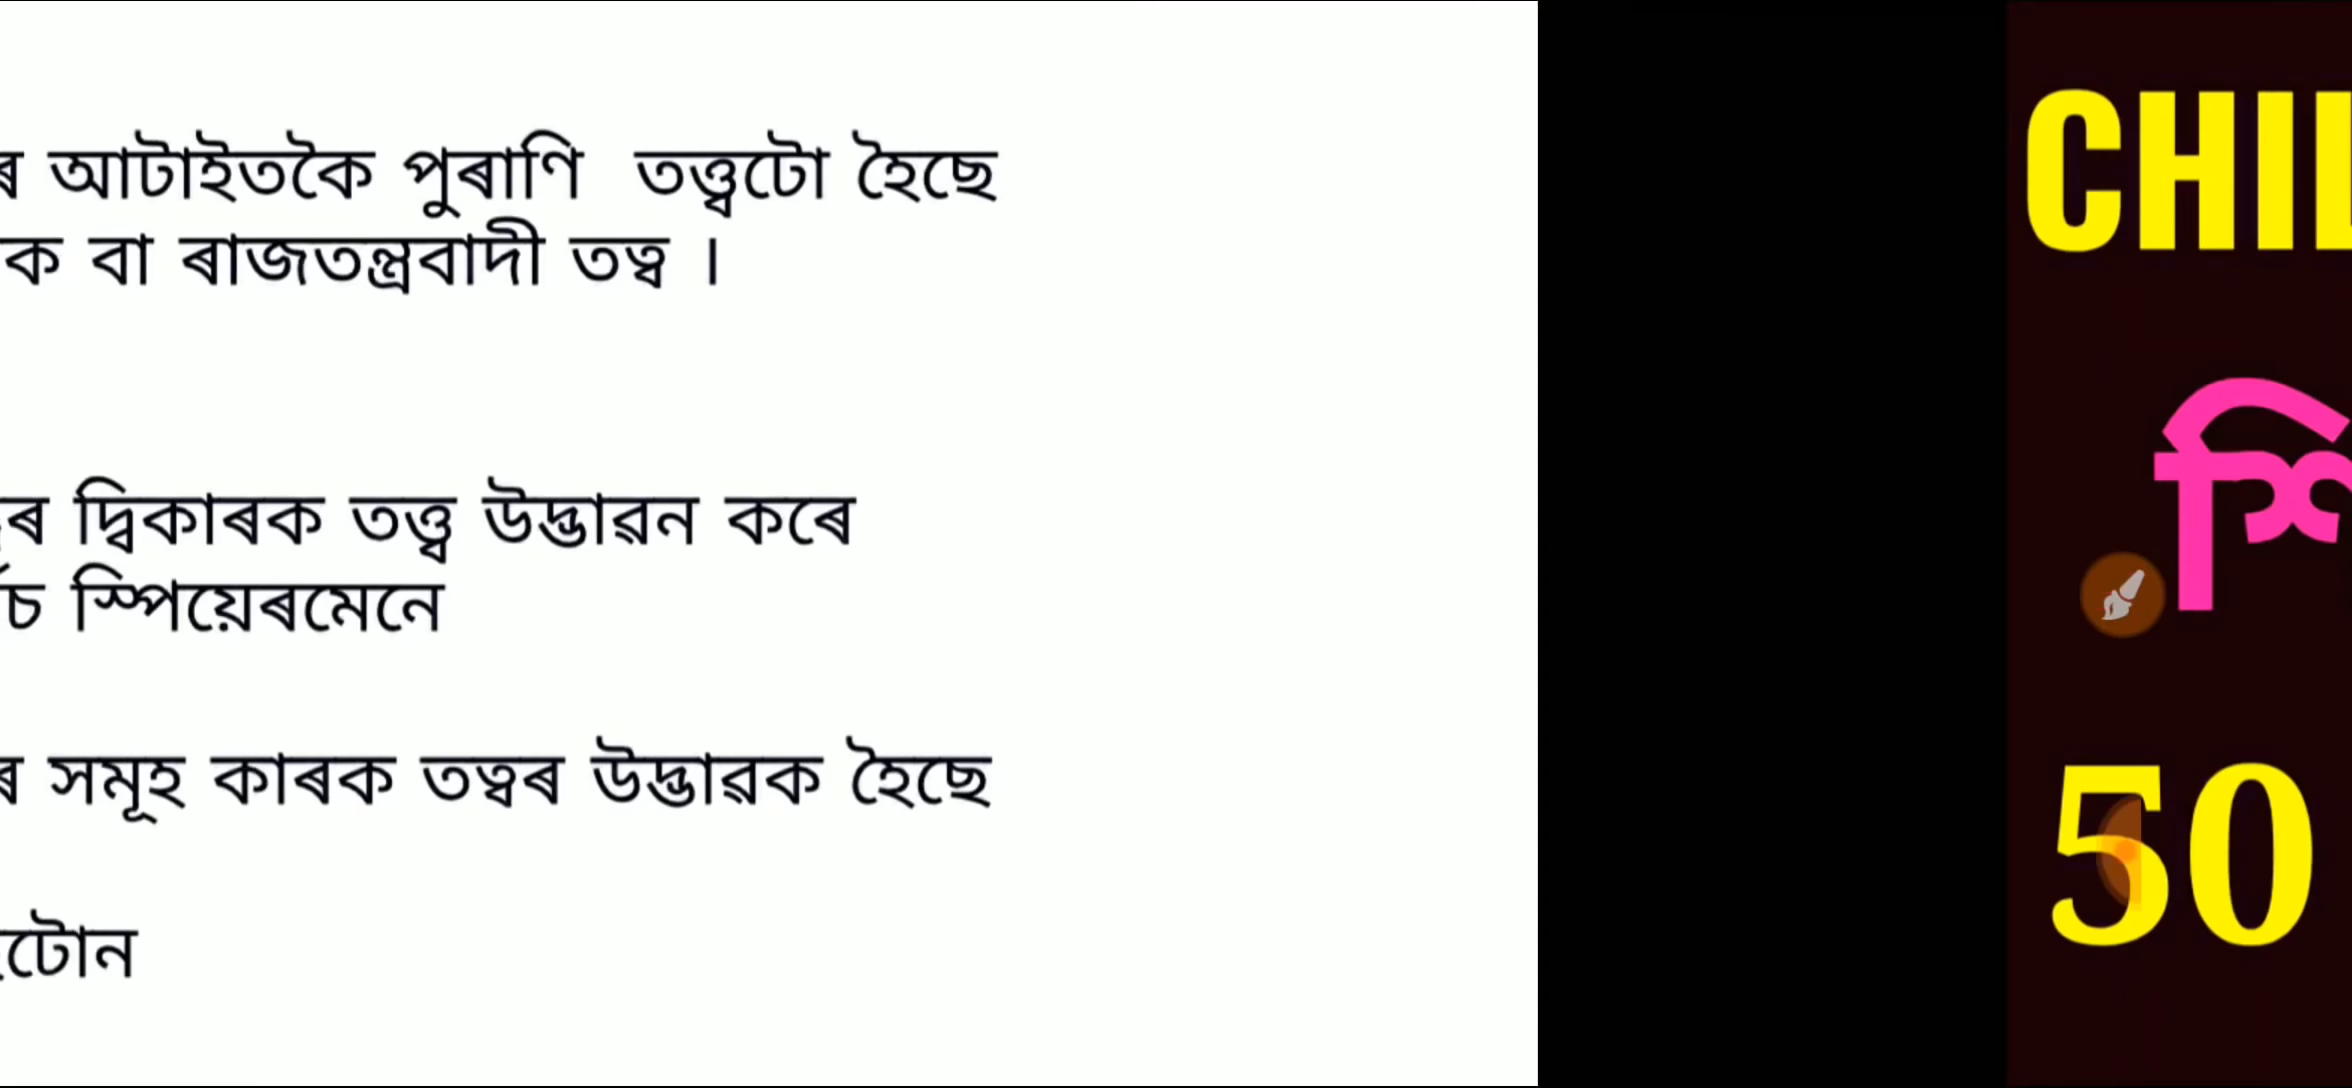 ৰ আটাইতকৈ পুৰাণি তত্ত্বটো হৈছে
ক বা ৰাজতন্ত্ৰবাদী তত্ব ।
ৰ দ্বিকাৰক তত্ত্ব উদ্ভাৱন কৰে
চ স্পিয়েৰমেনে
ৰ সমূহ কাৰক তত্বৰ উদ্ভাৱক হৈছে
টোন
CHIL
শি
50